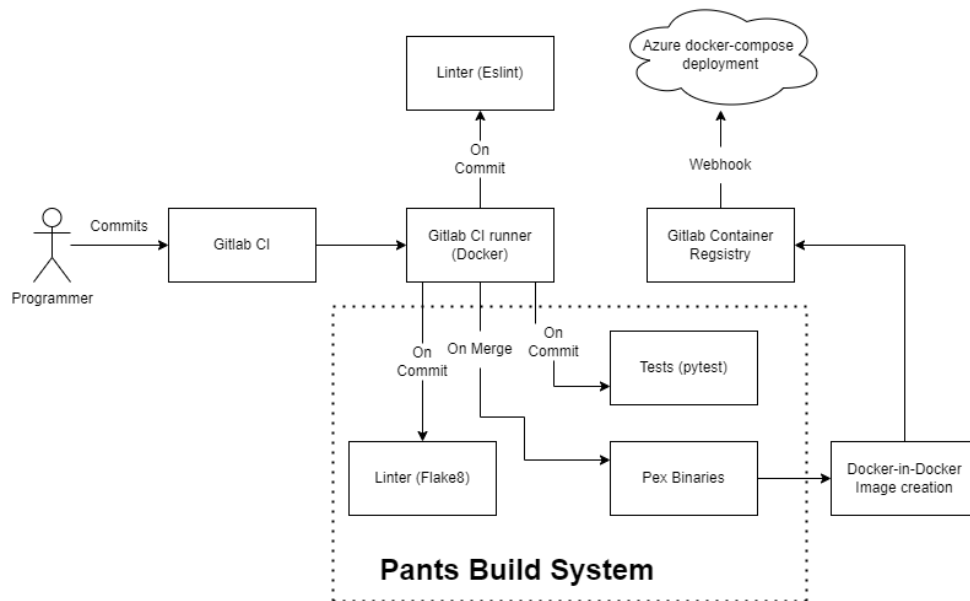 Azure docker-compose
deployment
Linter (Eslint)
On
Commit
Webhook
Commits
Gitlab CI
Gitlab CI runner
(Docker)
Gitlab Container
Regsistry
Programmer
On
Commit
On Merge
On
Commit
Tests (pytest)
Linter (Flake8)
Pex Binaries
Docker-in-Docker
Image creation
Pants Build System